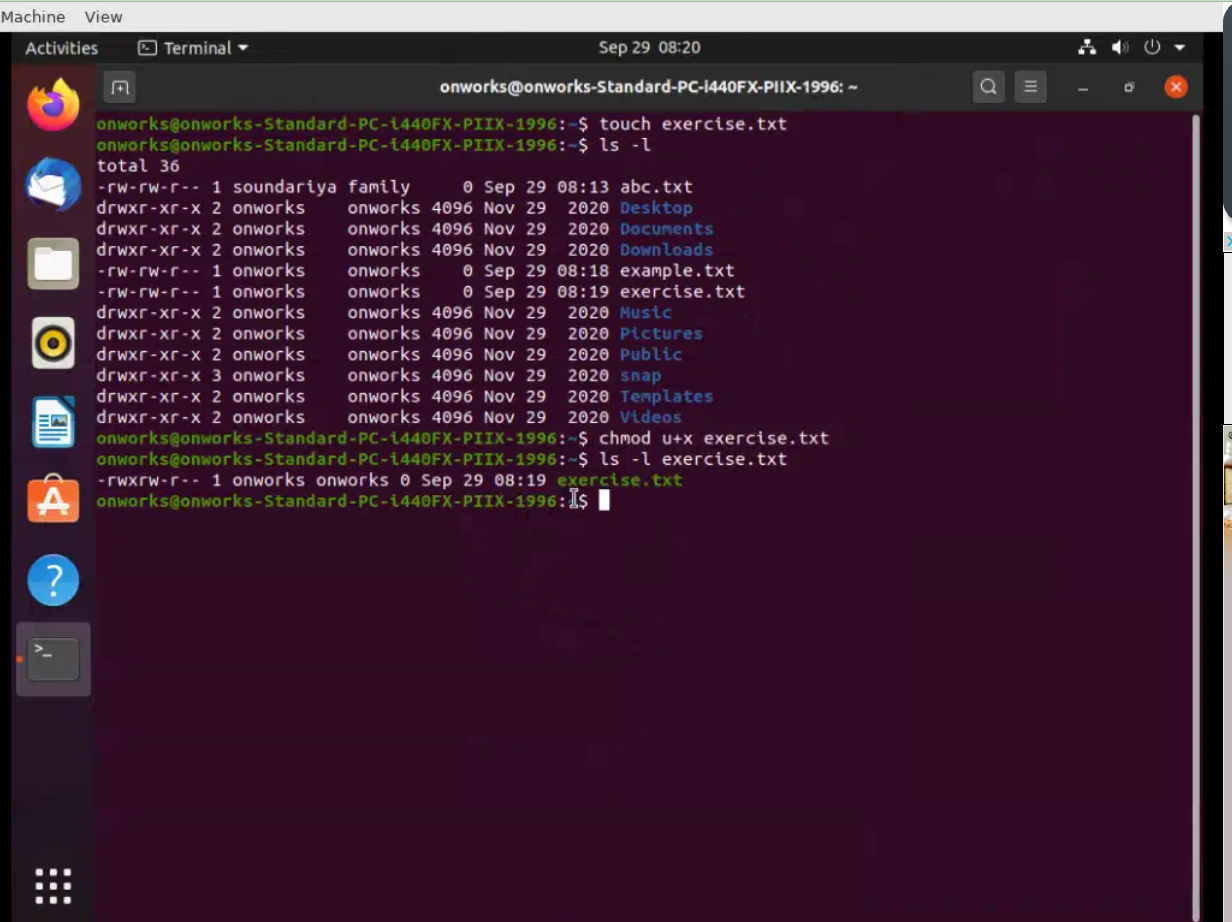 Machine View
Activities Terminal Sep 29 08:20
onworks@onworks-Standard-PC-i440FX-PIIX-1996: ~
onworks@onworks-Standard-PC-i440FX-PIIX-1996:~$ touch exercise.txt
onworks@onworks-Standard-PC-i440FX-PIIX-1996:~$ ls -l
total 36
-rw-rw-r-- 1 soundariya family     0 Sep 29 08:13 abc.txt
drwxr-xr-x 2 onworks    onworks 4096 Nov 29  2020 Desktop
drwxr-xr-x 2 onworks    onworks 4096 Nov 29  2020 Documents
drwxr-xr-x 2 onworks    onworks 4096 Nov 29  2020 Downloads
-rw-rw-r-- 1 onworks    onworks    0 Sep 29 08:18 example.txt
-rw-rw-r-- 1 onworks    onworks    0 Sep 29 08:19 exercise.txt
drwxr-xr-x 2 onworks    onworks 4096 Nov 29  2020 Music
drwxr-xr-x 2 onworks    onworks 4096 Nov 29  2020 Pictures
drwxr-xr-x 2 onworks    onworks 4096 Nov 29  2020 Public
drwxr-xr-x 3 onworks    onworks 4096 Nov 29  2020 snap
drwxr-xr-x 2 onworks    onworks 4096 Nov 29  2020 Templates
drwxr-xr-x 2 onworks    onworks 4096 Nov 29  2020 Videos
onworks@onworks-Standard-PC-i440FX-PIIX-1996:~$ chmod u+x exercise.txt
onworks@onworks-Standard-PC-i440FX-PIIX-1996:~$ ls -l exercise.txt
-rwxrw-r-- 1 onworks onworks 0 Sep 29 08:19 exercise.txt
onworks@onworks-Standard-PC-i440FX-PIIX-1996:~$